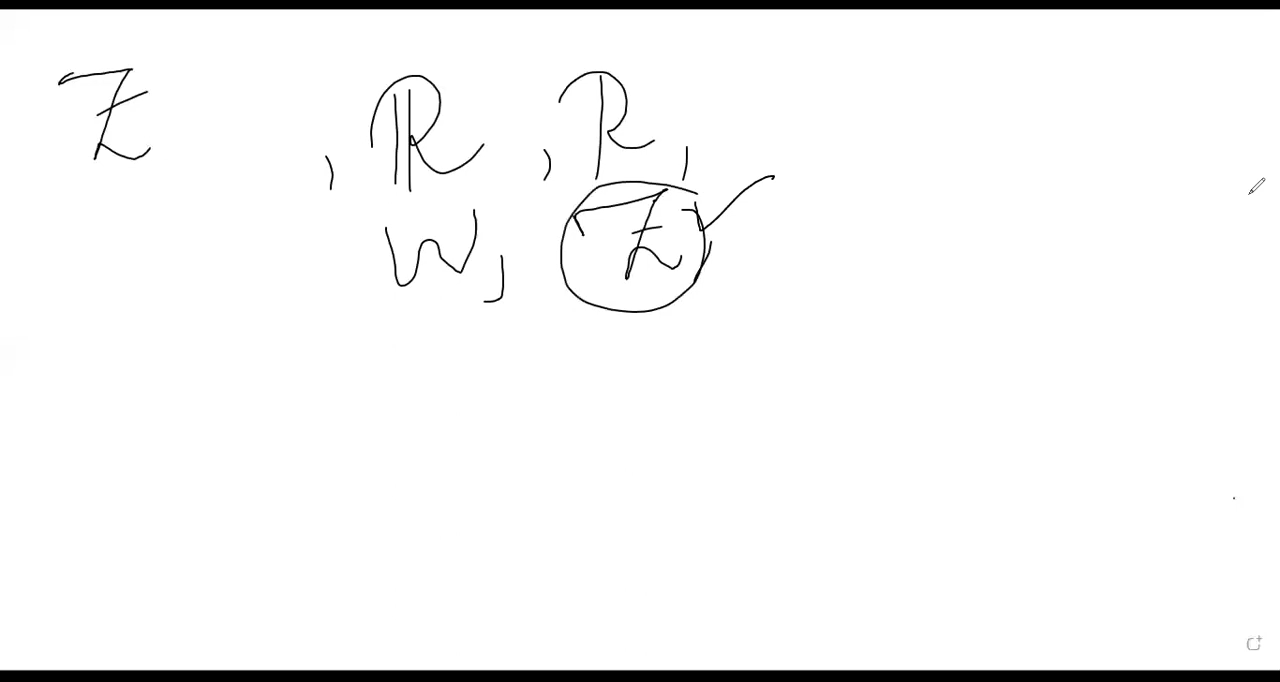 Z , ℝ , R ,
W, Z